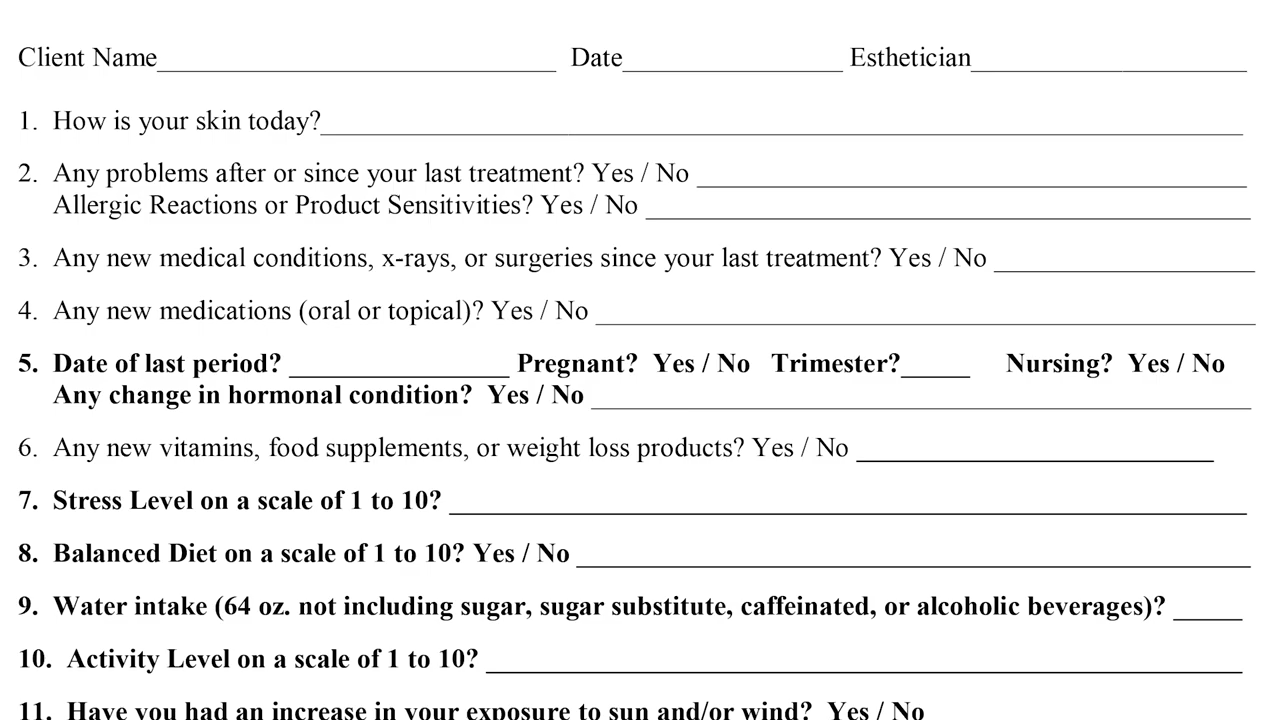 Client Name____________________________ Date________________ Esthetician____________________
1. How is your skin today?___________________________________________________________________
2. Any problems after or since your last treatment? Yes / No ________________________________________
Allergic Reactions or Product Sensitivities? Yes / No ____________________________________________
3. Any new medical conditions, x-rays, or surgeries since your last treatment? Yes / No ___________________
4. Any new medications (oral or topical)? Yes / No ________________________________________________
5. Date of last period? ________________ Pregnant? Yes / No Trimester?_____ Nursing? Yes / No
Any change in hormonal condition? Yes / No ________________________________________________
6. Any new vitamins, food supplements, or weight loss products? Yes / No __________________________
7. Stress Level on a scale of 1 to 10? __________________________________________________________
8. Balanced Diet on a scale of 1 to 10? Yes / No _________________________________________________
9. Water intake (64 oz. not including sugar, sugar substitute, caffeinated, or alcoholic beverages)? _____
10. Activity Level on a scale of 1 to 10? _______________________________________________________
11. Have you had an increase in your exposure to sun and/or wind? Yes / No